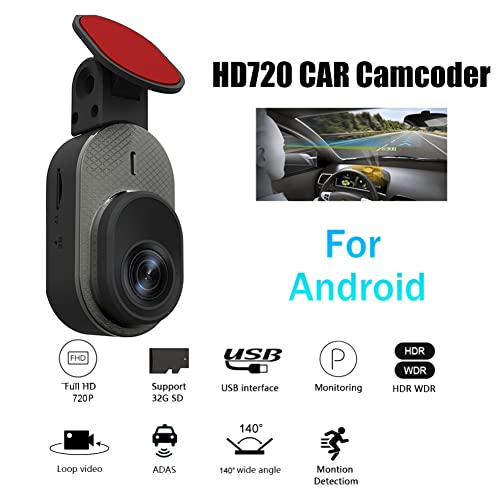 HD720 CAR Camcoder
For
Android
FHD
Full HD
720P
Support
32G SD
USB
USB interface
P
Monitoring
HDR
WDR
HDR WDR
Loop video
ADAS
140°
140° wide angle
Montion
Detectiom